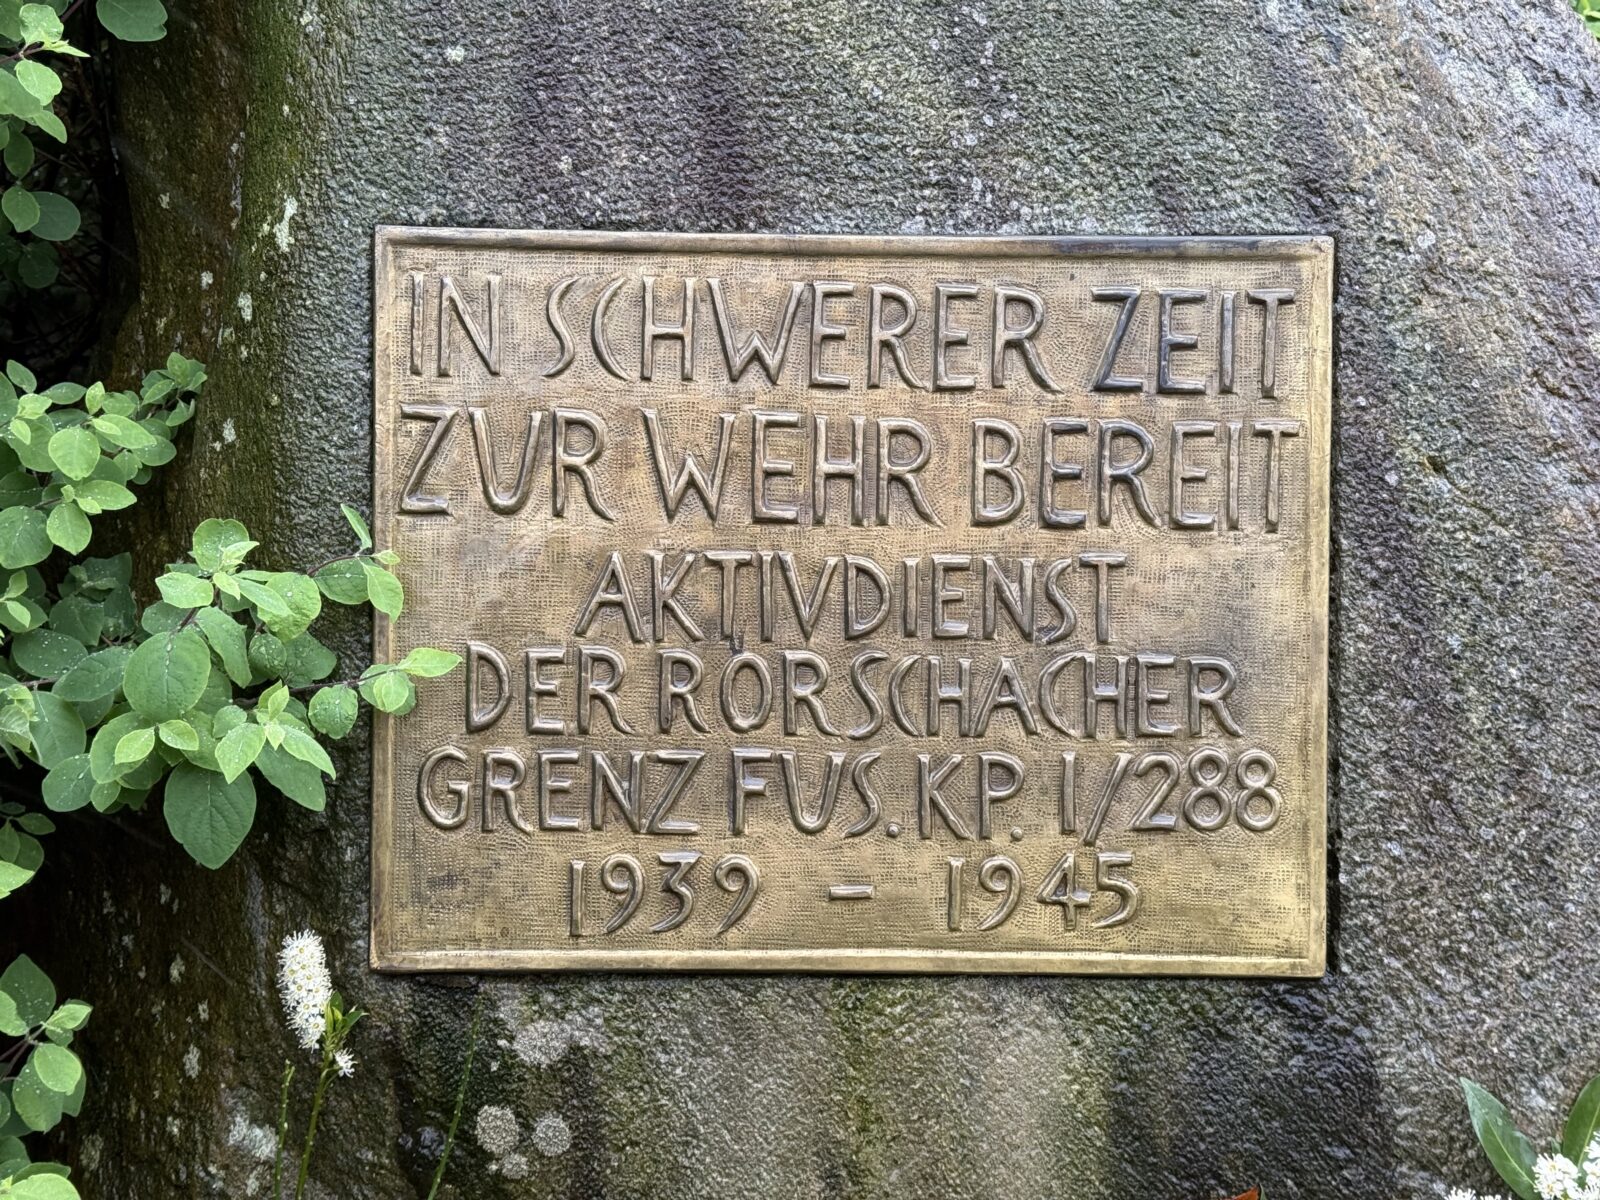 IN SCHWERER ZEIT
ZUR WEHR BEREIT
AKTIVDIENST
DER RORSCHACHER
GRENZ FUS. KP. I/288
1939 - 1945